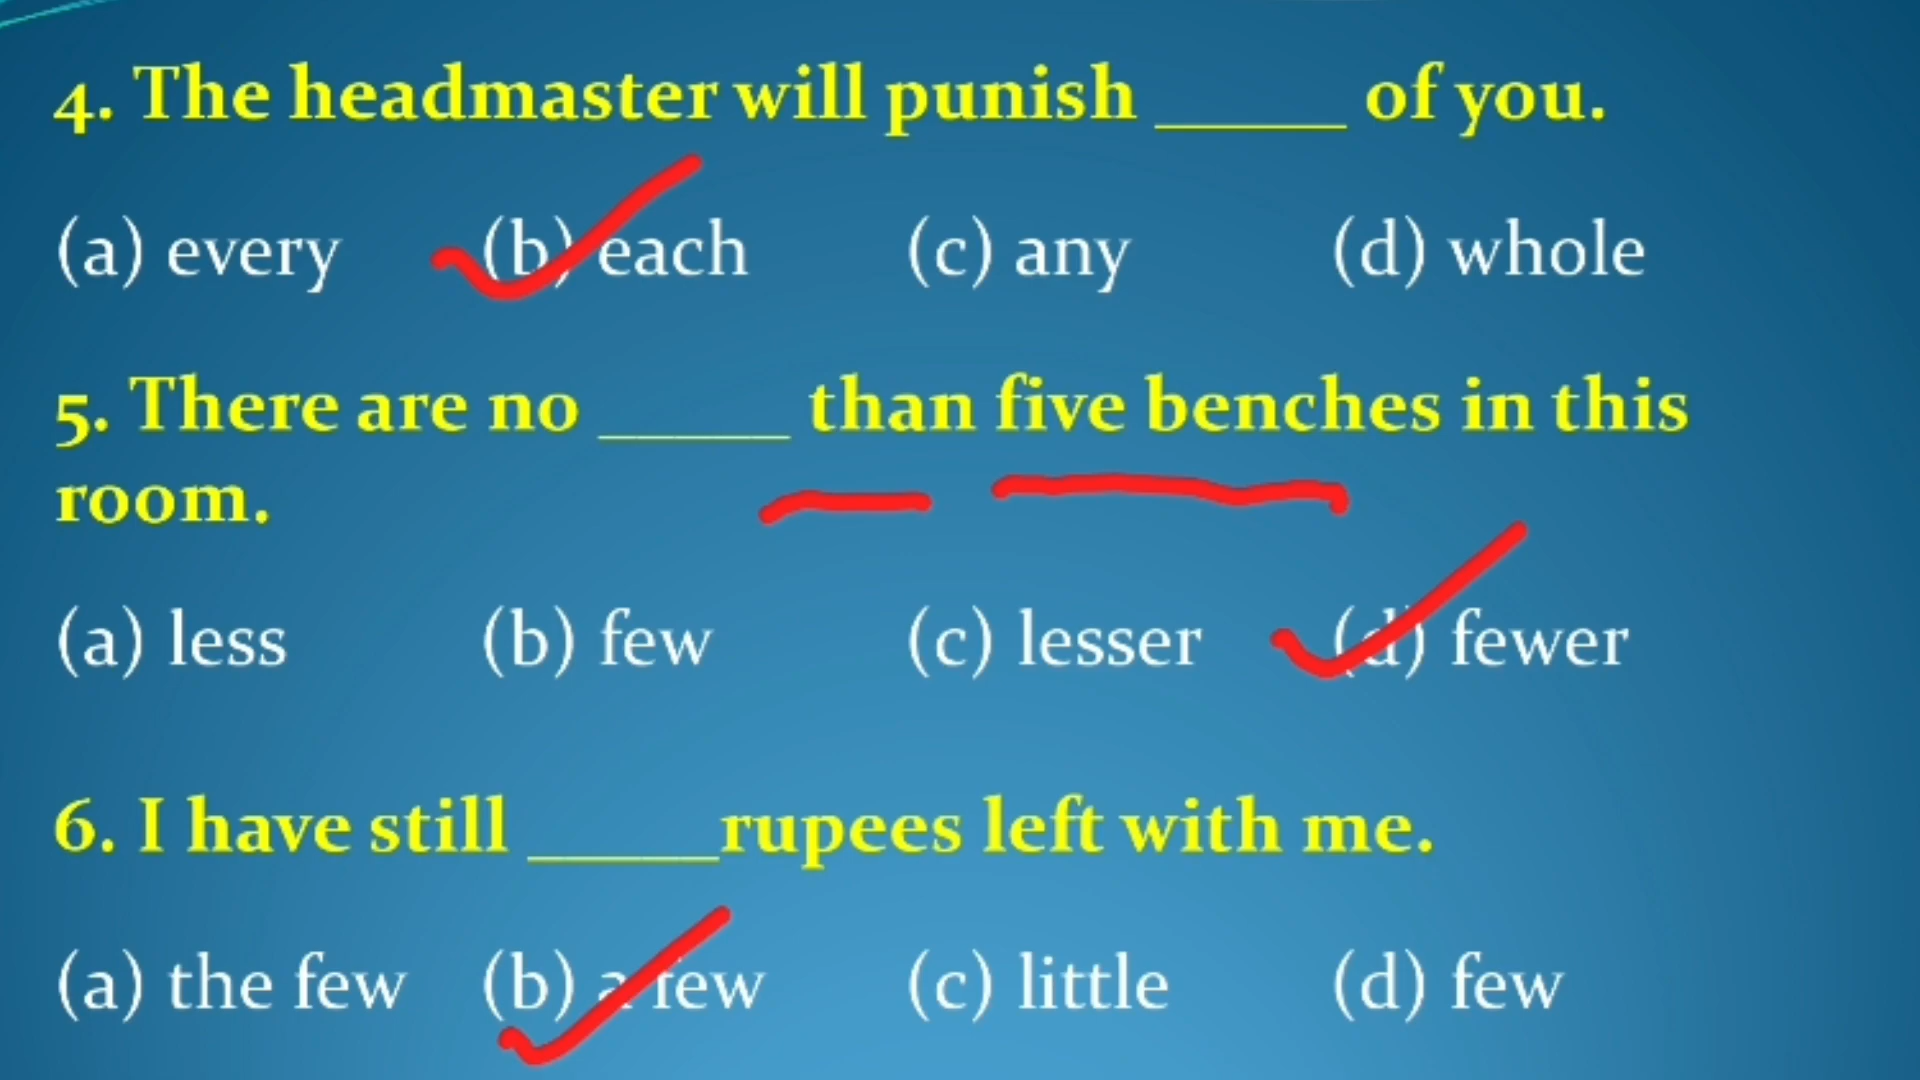 4. The headmaster will punish _____ of you.
(a) every (b) each (c) any (d) whole
5. There are no _____ than five benches in this
room.
(a) less (b) few (c) lesser (d) fewer
6. I have still _____rupees left with me.
(a) the few (b) a few (c) little (d) few